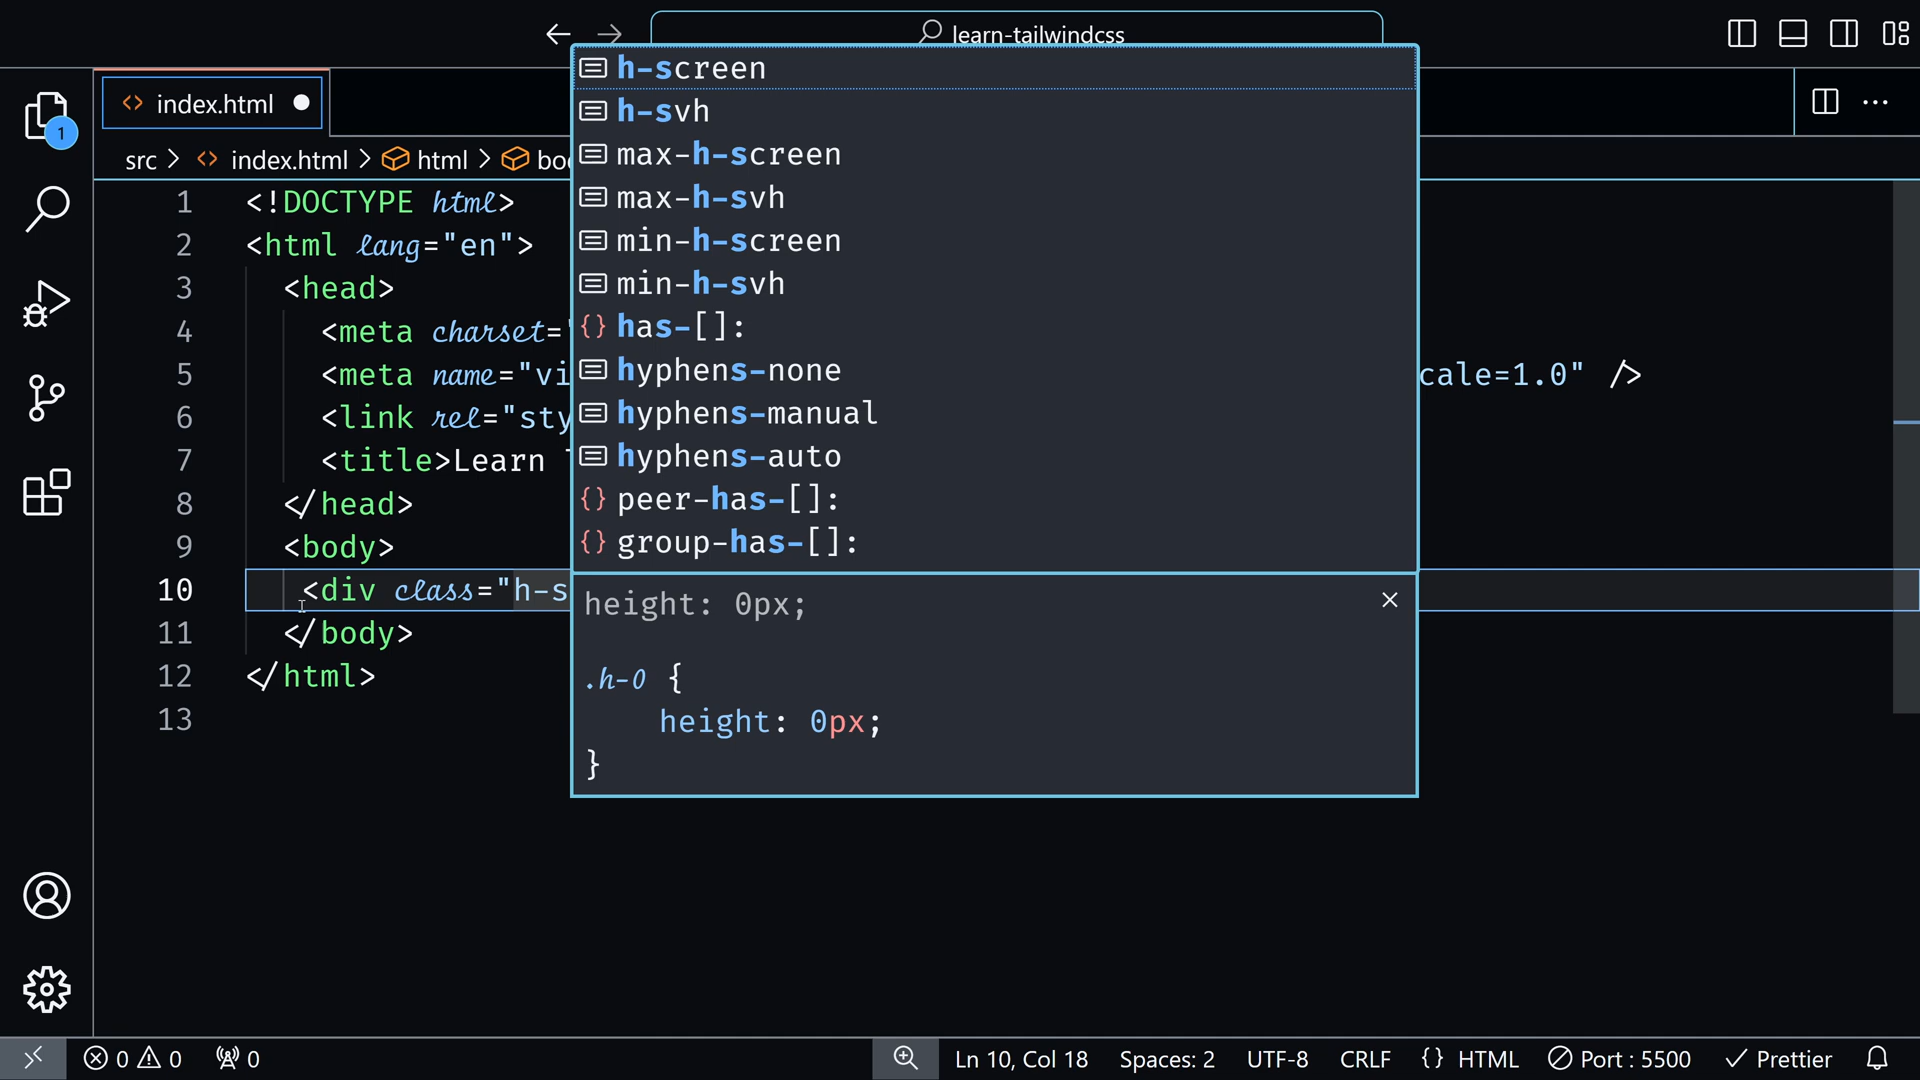 learn-tailwindcss
index.html
1
src > index.html > html > bo
1 <!DOCTYPE html>
2 <html lang="en">
3 <head>
4 <meta charset="
5 <meta name="vi cale=1.0" />
6 <link rel="sty
7 <title>Learn
8 </head>
9 <body>
10 <div class="h-s
11 </body>
12 </html>
13
h-screen
h-svh
max-h-screen
max-h-svh
min-h-screen
min-h-svh
{} has-[]:
hyphens-none
hyphens-manual
hyphens-auto
{} peer-has-[]:
{} group-has-[]:
height: 0px;
.h-0 {
height: 0px;
}
0 0 0 Ln 10, Col 18 Spaces: 2 UTF-8 CRLF {} HTML Port : 5500 Prettier